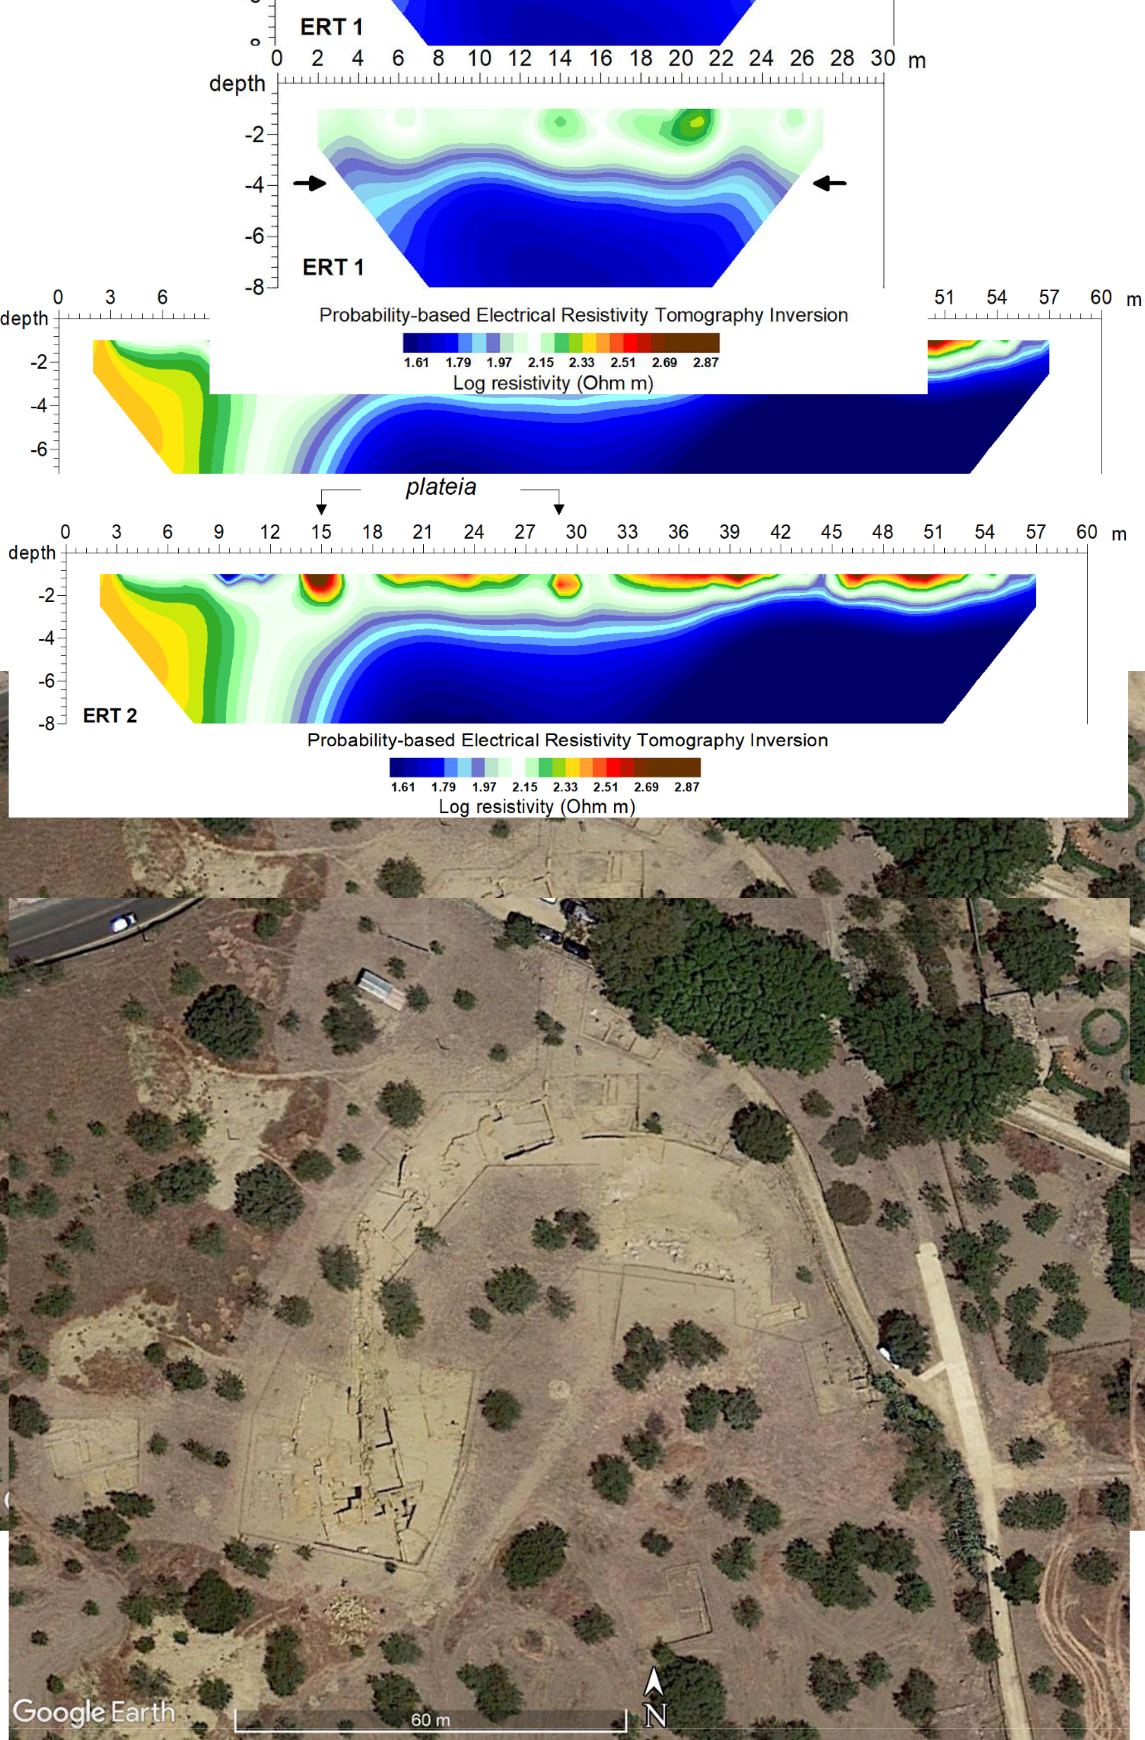 ERT 1
0 2 4 6 8 10 12 14 16 18 20 22 24 26 28 30 m
depth
-2
-4
-6
ERT 1
-8
0 3 6 51 54 57 60 m
depth
Probability-based Electrical Resistivity Tomography Inversion
-2
1.61 1.79 1.97 2.15 2.33 2.51 2.69 2.87
Log resistivity (Ohm m)
-4
-6
plateia
0 3 6 9 12 15 18 21 24 27 30 33 36 39 42 45 48 51 54 57 60 m
depth
-2
-4
-6
ERT 2
-8
Probability-based Electrical Resistivity Tomography Inversion
1.61 1.79 1.97 2.15 2.33 2.51 2.69 2.87
Log resistivity (Ohm m)
Google Earth
60 m
N